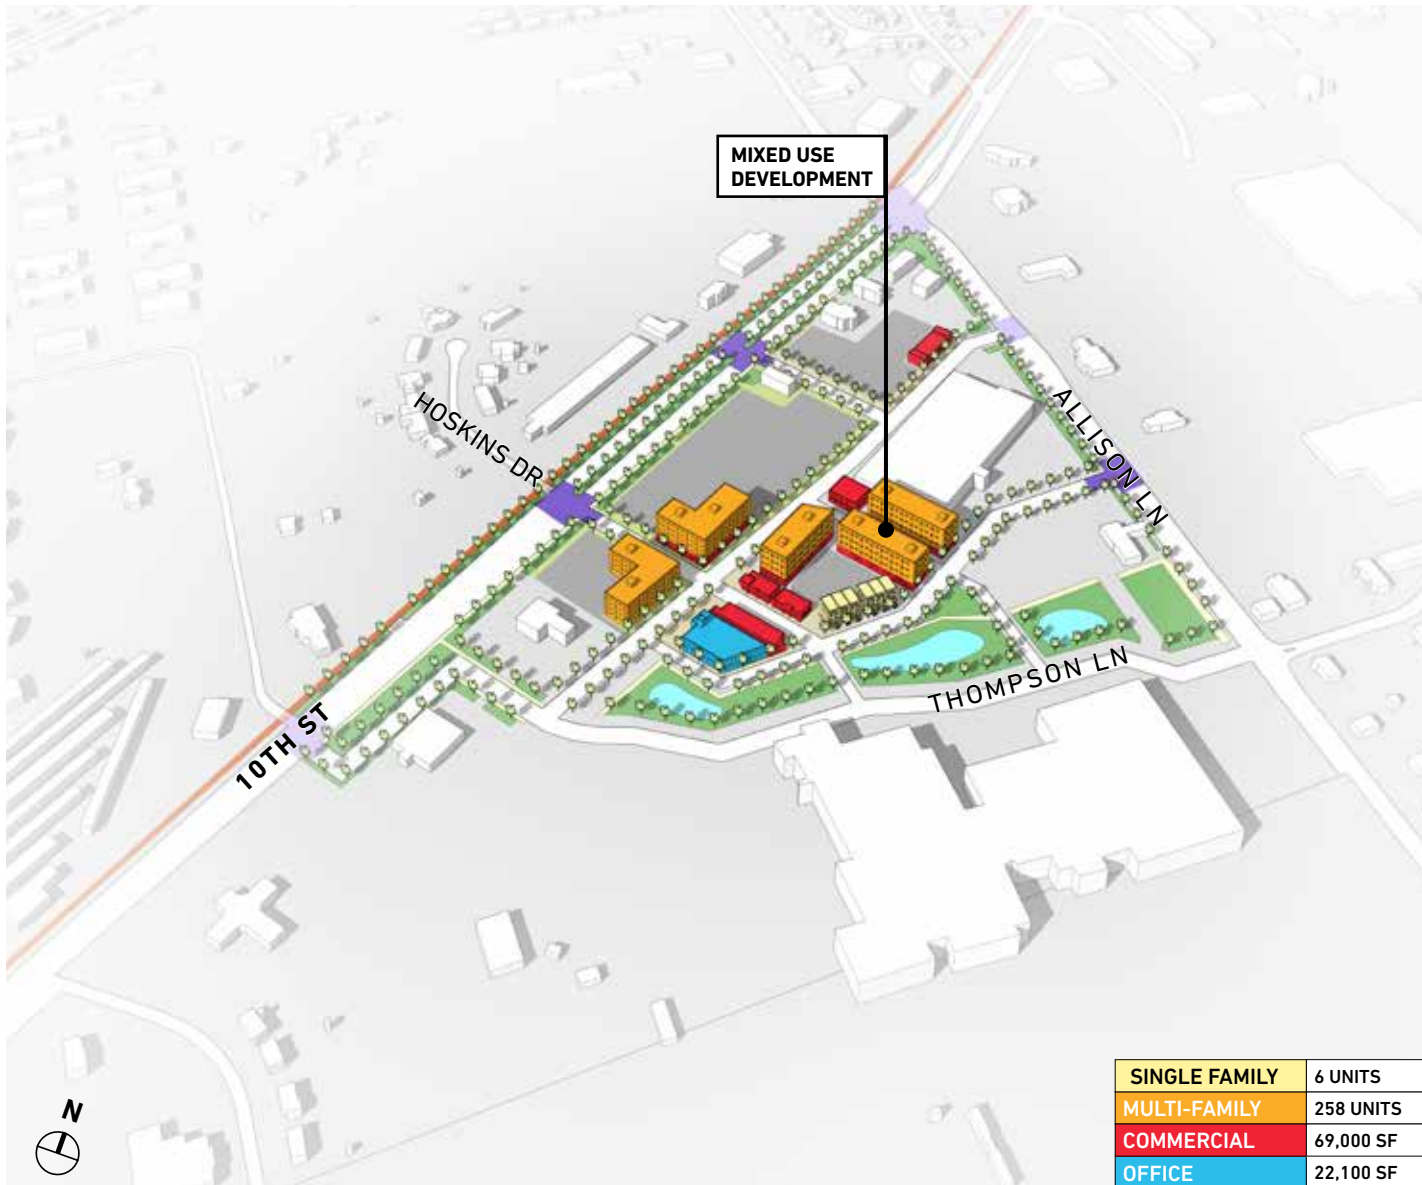 MIXED USE
DEVELOPMENT
HOSKINS DR
ALLISON LN
THOMPSON LN
10TH ST
N
SINGLE FAMILY 6 UNITS
MULTI-FAMILY 258 UNITS
COMMERCIAL 69,000 SF
OFFICE 22,100 SF